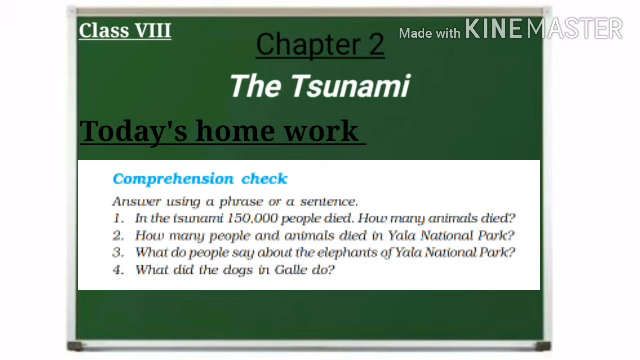 Class VIII
Made with KINEMASTER
Chapter 2
The Tsunami
Today's home work
Comprehension check
Answer using a phrase or a sentence.
1. In the tsunami 150,000 people died. How many animals died?
2. How many people and animals died in Yala National Park?
3. What do people say about the elephants of Yala National Park?
4. What did the dogs in Galle do?